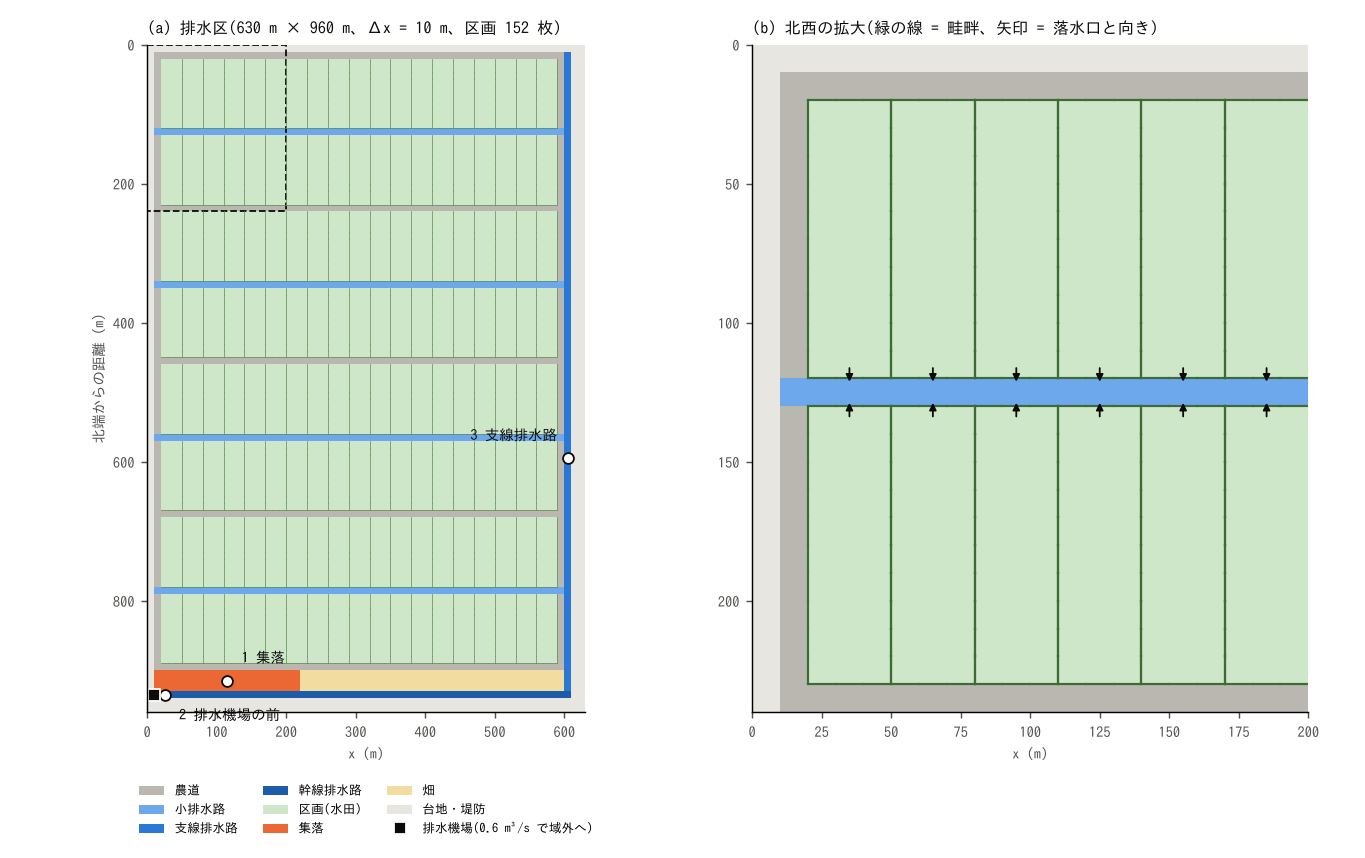 (a) 排水区(630 m × 960 m、Δx = 10 m、区画 152 枚)
0
200
400
600
800
北端からの距離 (m)
3 支線排水路
1 集落
2 排水機場の前
0 100 200 300 400 500 600
x (m)
(b) 北西の拡大(緑の線 = 畦畔、矢印 = 落水口と向き)
0
50
100
150
200
0 25 50 75 100 125 150 175 200
x (m)
農道 幹線排水路 畑
小排水路 区画(水田) 台地・堤防
支線排水路 集落 排水機場(0.6 m³/s で域外へ)